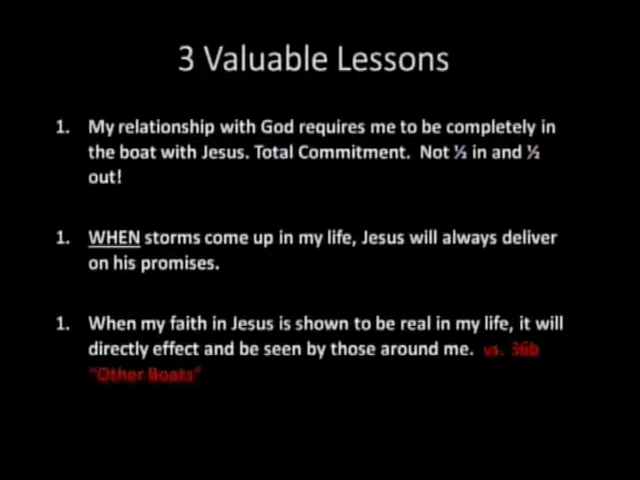 3 Valuable Lessons
1. My relationship with God requires me to be completely in
the boat with Jesus. Total Commitment. Not ½ in and ½
out!
1. WHEN storms come up in my life, Jesus will always deliver
on his promises.
1. When my faith in Jesus is shown to be real in my life, it will
directly effect and be seen by those around me. vs. 36b
"Other Boats"